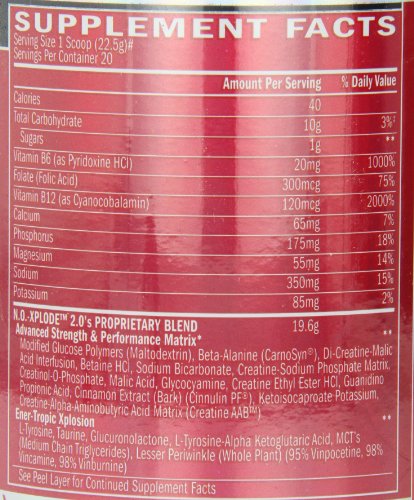 SUPPLEMENT FACTS
Serving Size 1 Scoop (22.5g)#
Servings Per Container 20
Amount Per Serving % Daily Value
Calories 40
Total Carbohydrate 10g 3%‡
Sugars 1g **
Vitamin B6 (as Pyridoxine HCl) 20mg 1000%
Folate (Folic Acid) 300mcg 75%
Vitamin B12 (as Cyanocobalamin) 120mcg 2000%
Calcium 65mg 7%
Phosphorus 175mg 18%
Magnesium 55mg 14%
Sodium 350mg 15%
Potassium 85mg 2%
N.O.-XPLODE™ 2.0's PROPRIETARY BLEND 19.6g
Advanced Strength & Performance Matrix* **
Modified Glucose Polymers (Maltodextrin), Beta-Alanine (CarnoSyn®), Di-Creatine-Malic
Acid Interfusion, Betaine HCl, Sodium Bicarbonate, Creatine-Sodium Phosphate Matrix,
Creatinol-O-Phosphate, Malic Acid, Glycocyamine, Creatine Ethyl Ester HCl, Guanidino
Propionic Acid, Cinnamon Extract (Bark) (Cinnulin PF®), Ketoisocaproate Potassium,
Creatine-Alpha-Aminobutyric Acid Matrix (Creatine AAB™)
Ener-Tropic Xplosion **
L-Tyrosine, Taurine, Glucuronolactone, L-Tyrosine-Alpha Ketoglutaric Acid, MCT's
(Medium Chain Triglycerides), Lesser Periwinkle (Whole Plant) (95% Vinpocetine, 98%
Vincamine, 98% Vinburnine)
See Peel Layer for Continued Supplement Facts